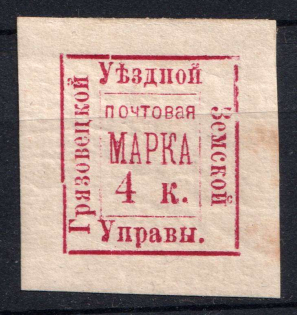 Грязовецкой
Уѣздной
Земской
почтовая
МАРКА
4 к.
Управы.